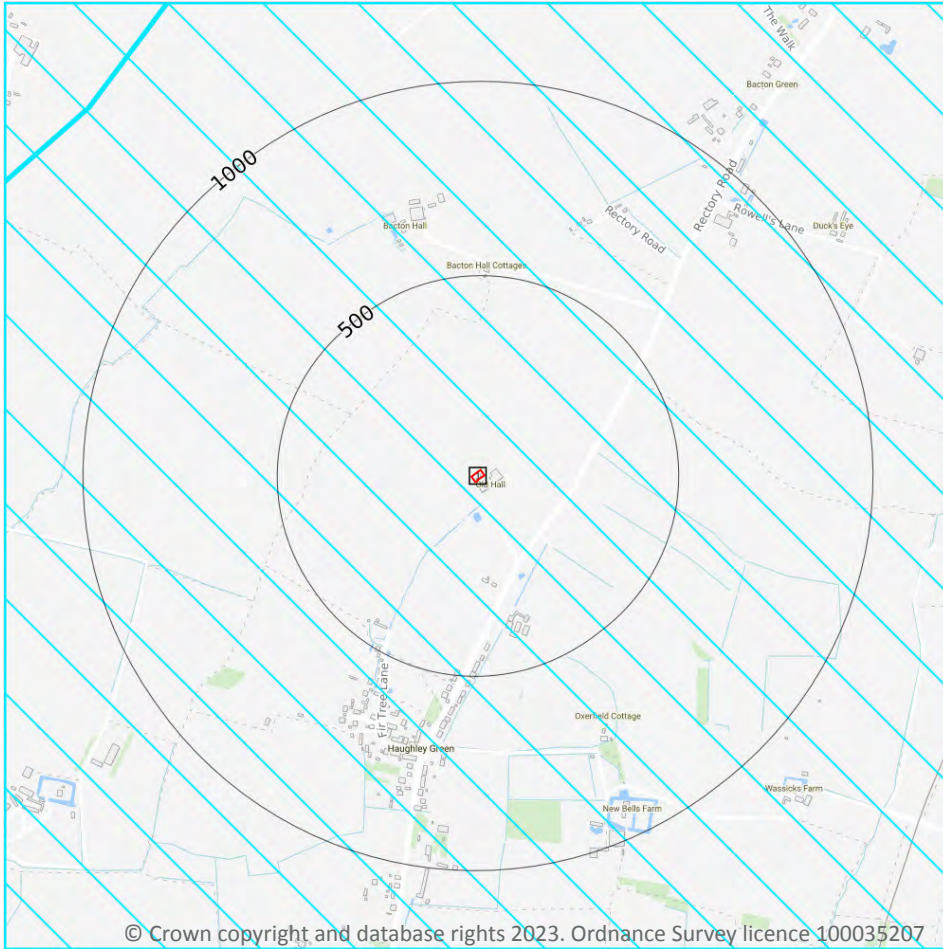 The Walk
Bacton Green
1000
Rectory Road
Rowell's Lane
Duck's Eye
Rectory Road
Bacton Hall
Bacton Hall Cottages
500
Old Hall
Fir Tree Lane
Oxerfield Cottage
Haughley Green
Wassicks Farm
New Bells Farm
© Crown copyright and database rights 2023. Ordnance Survey licence 100035207